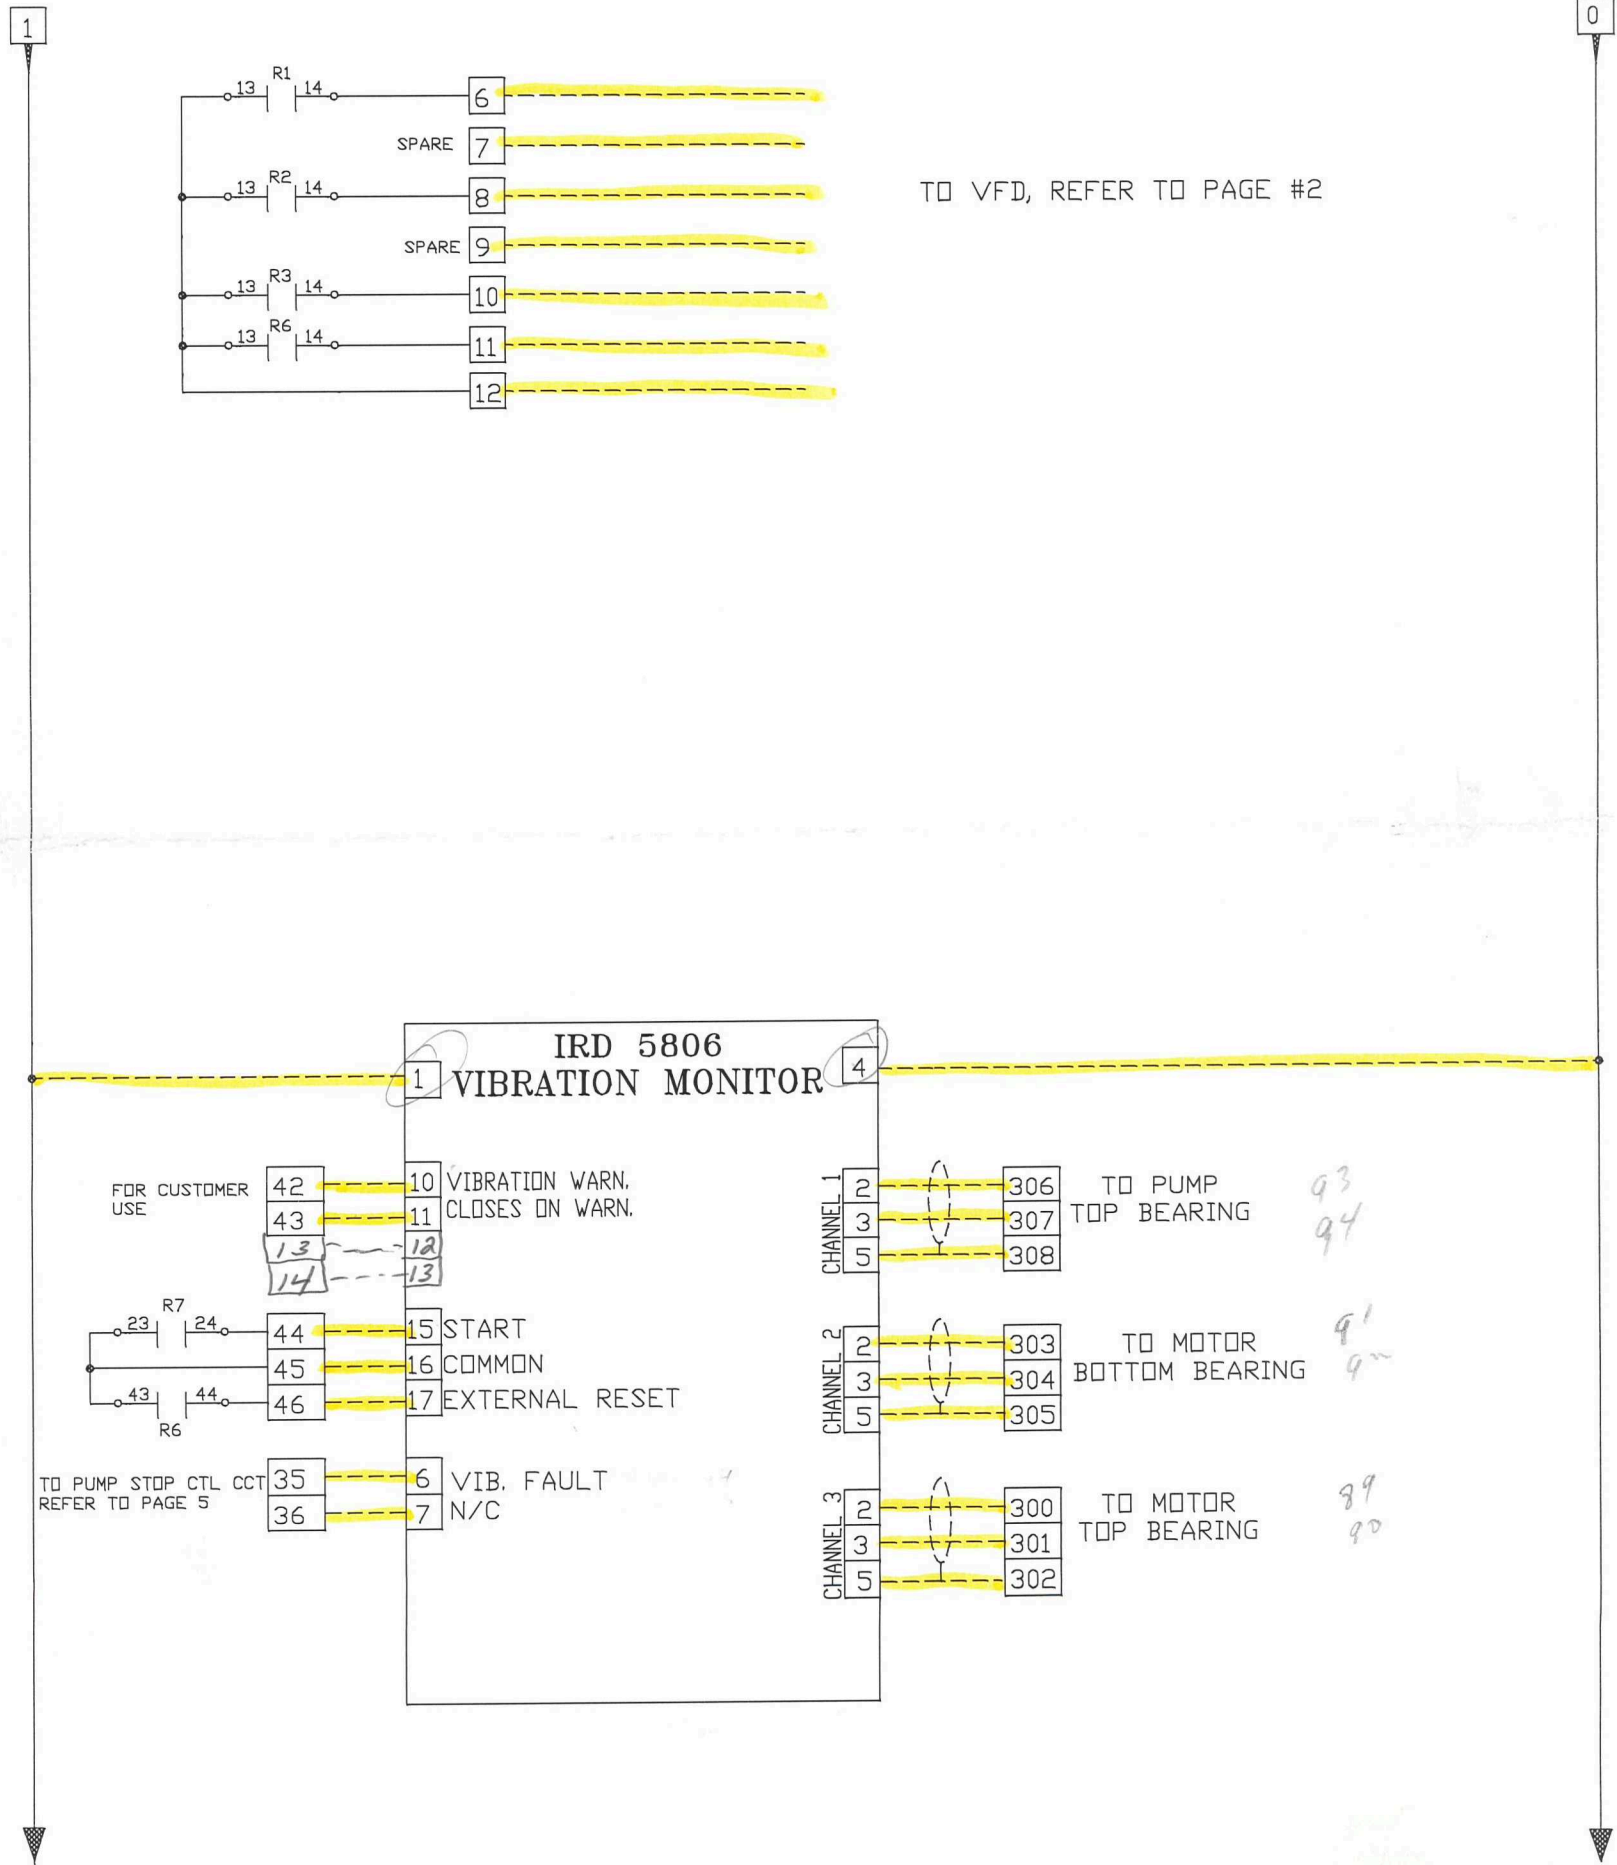 1
0
R1
13 14 6
SPARE 7
R2
13 14 8
TO VFD, REFER TO PAGE #2
SPARE 9
R3
13 14 10
R6
13 14 11
12
IRD 5806
1 VIBRATION MONITOR 4
FOR CUSTOMER
USE
42 10 VIBRATION WARN.
43 11 CLOSES ON WARN.
13 12
14 13
R7
23 24 44 15 START
45 16 COMMON
43 44 46 17 EXTERNAL RESET
R6
TO PUMP STOP CTL CCT 35 6 VIB. FAULT
REFER TO PAGE 5 36 7 N/C
CHANNEL 1
2 306 TO PUMP 93
3 307 TOP BEARING 94
5 308
CHANNEL 2
2 303 TO MOTOR 91
3 304 BOTTOM BEARING
5 305
CHANNEL 3
2 300 TO MOTOR 89
3 301 TOP BEARING 90
5 302